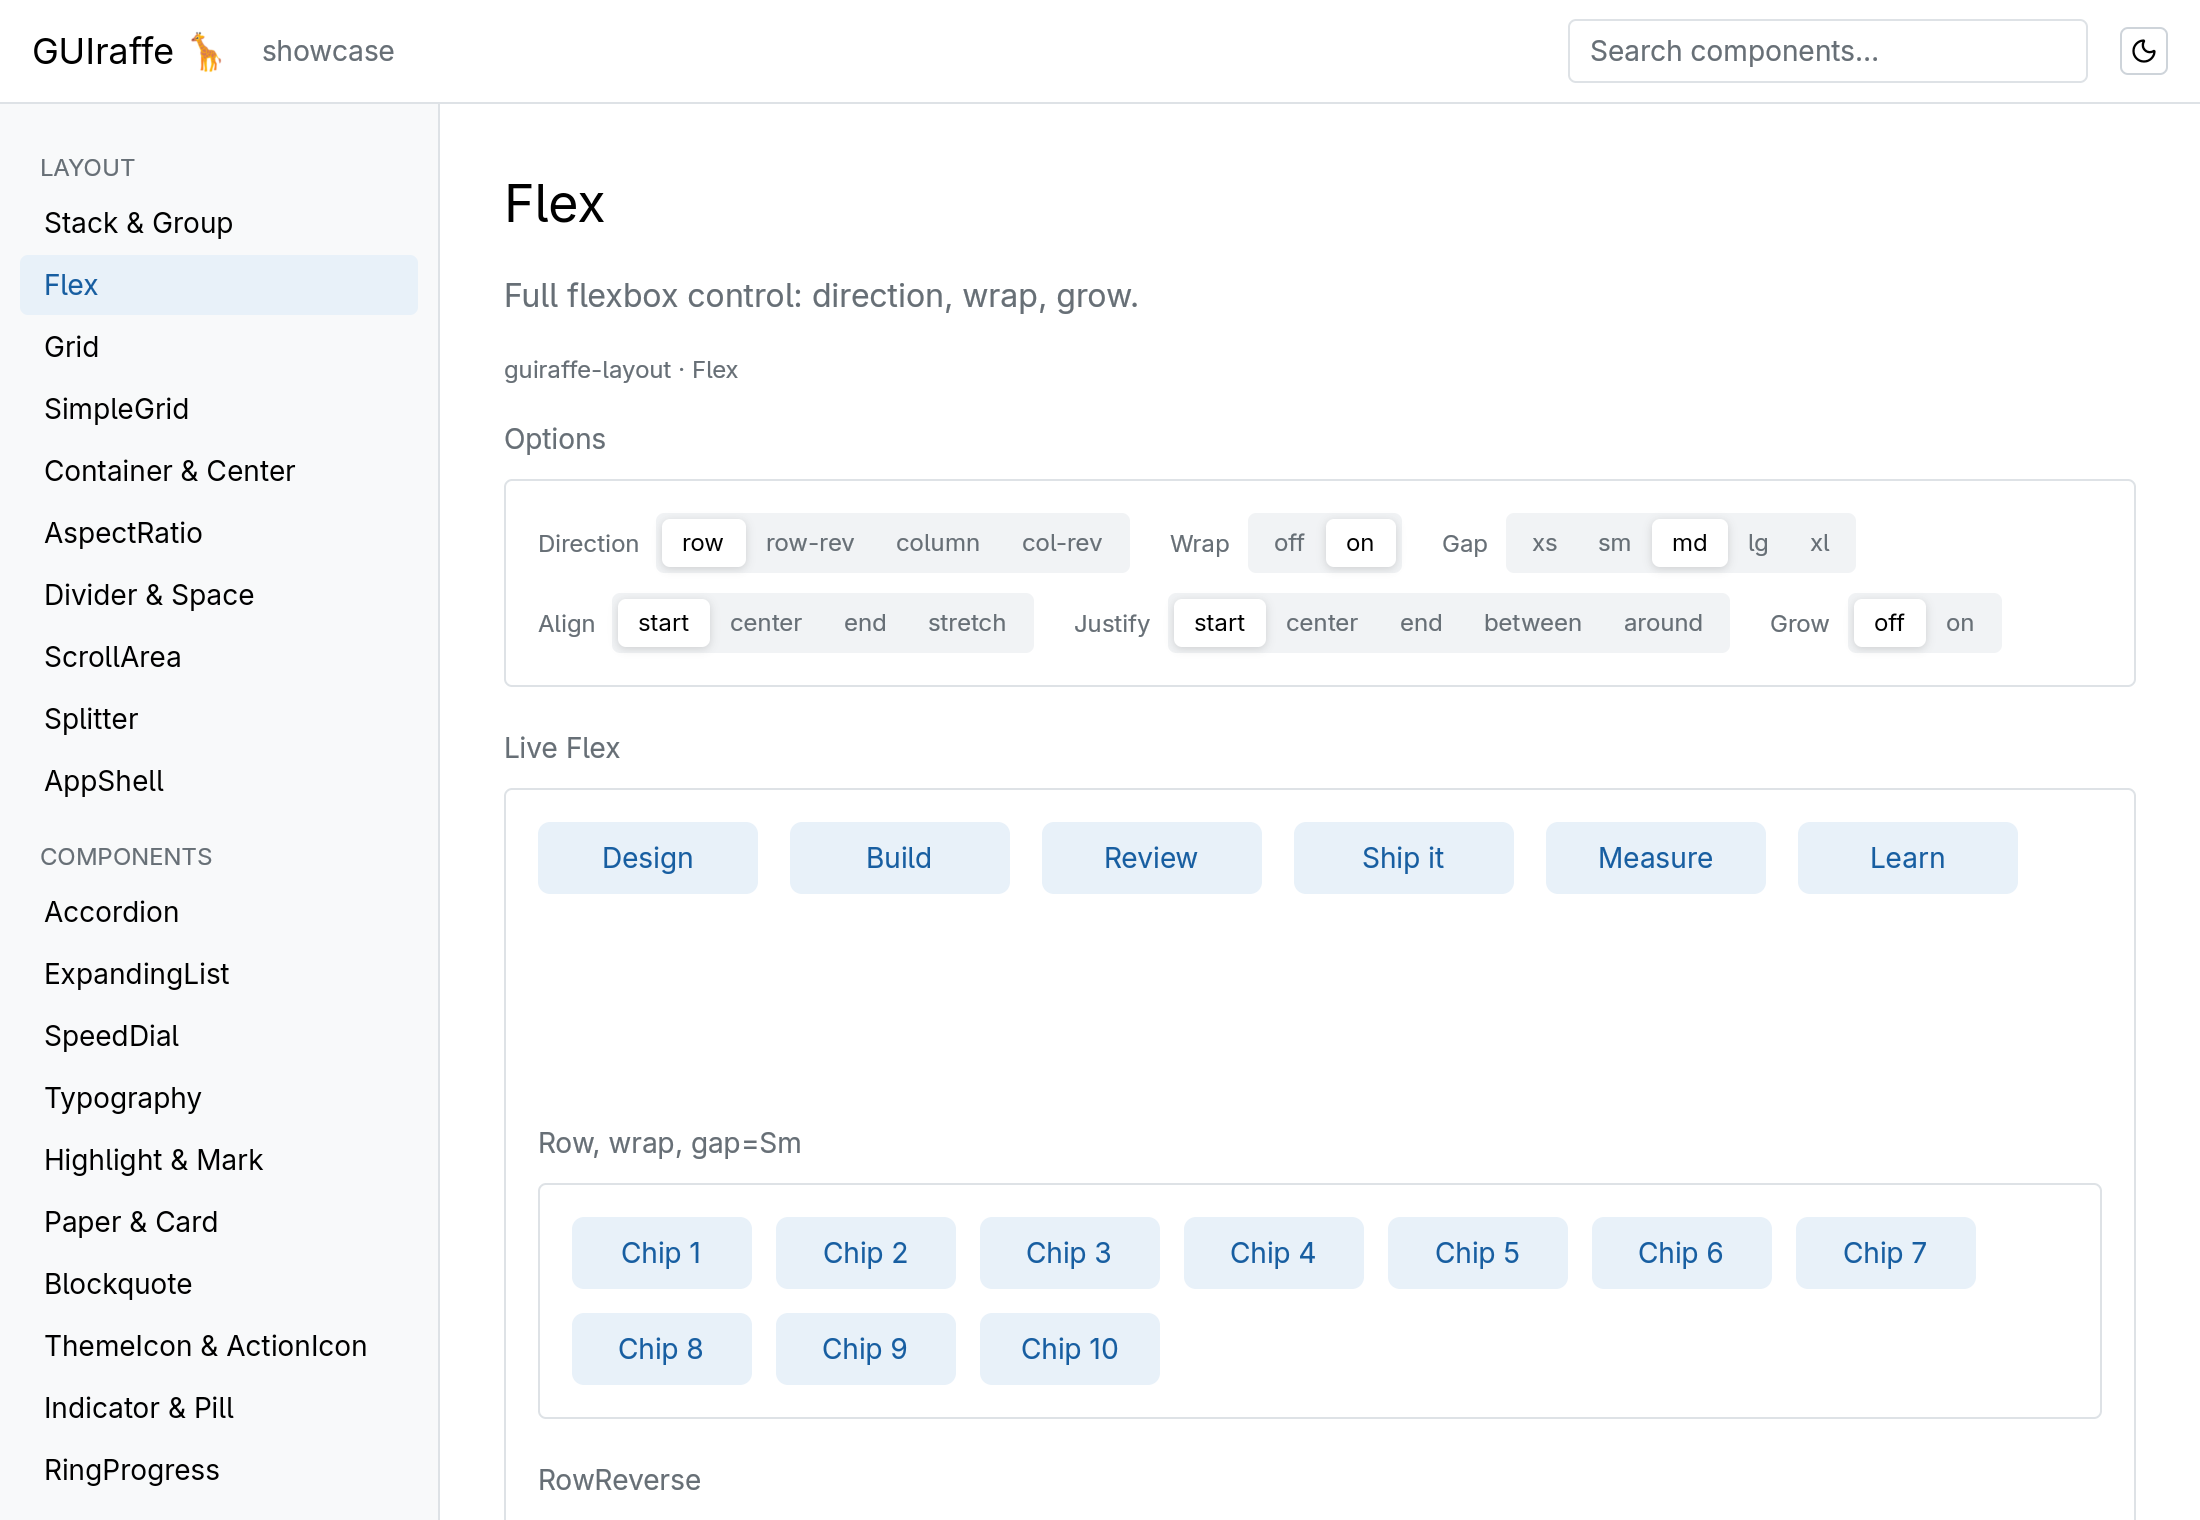 GUIraffe 🦒 showcase Search components...
LAYOUT
Stack & Group
Flex
Grid
SimpleGrid
Container & Center
AspectRatio
Divider & Space
ScrollArea
Splitter
AppShell
COMPONENTS
Accordion
ExpandingList
SpeedDial
Typography
Highlight & Mark
Paper & Card
Blockquote
ThemeIcon & ActionIcon
Indicator & Pill
RingProgress
Flex
Full flexbox control: direction, wrap, grow.
guiraffe-layout · Flex
Options
Direction row row-rev column col-rev Wrap off on Gap xs sm md lg xl
Align start center end stretch Justify start center end between around Grow off on
Live Flex
Design Build Review Ship it Measure Learn
Row, wrap, gap=Sm
Chip 1 Chip 2 Chip 3 Chip 4 Chip 5 Chip 6 Chip 7
Chip 8 Chip 9 Chip 10
RowReverse